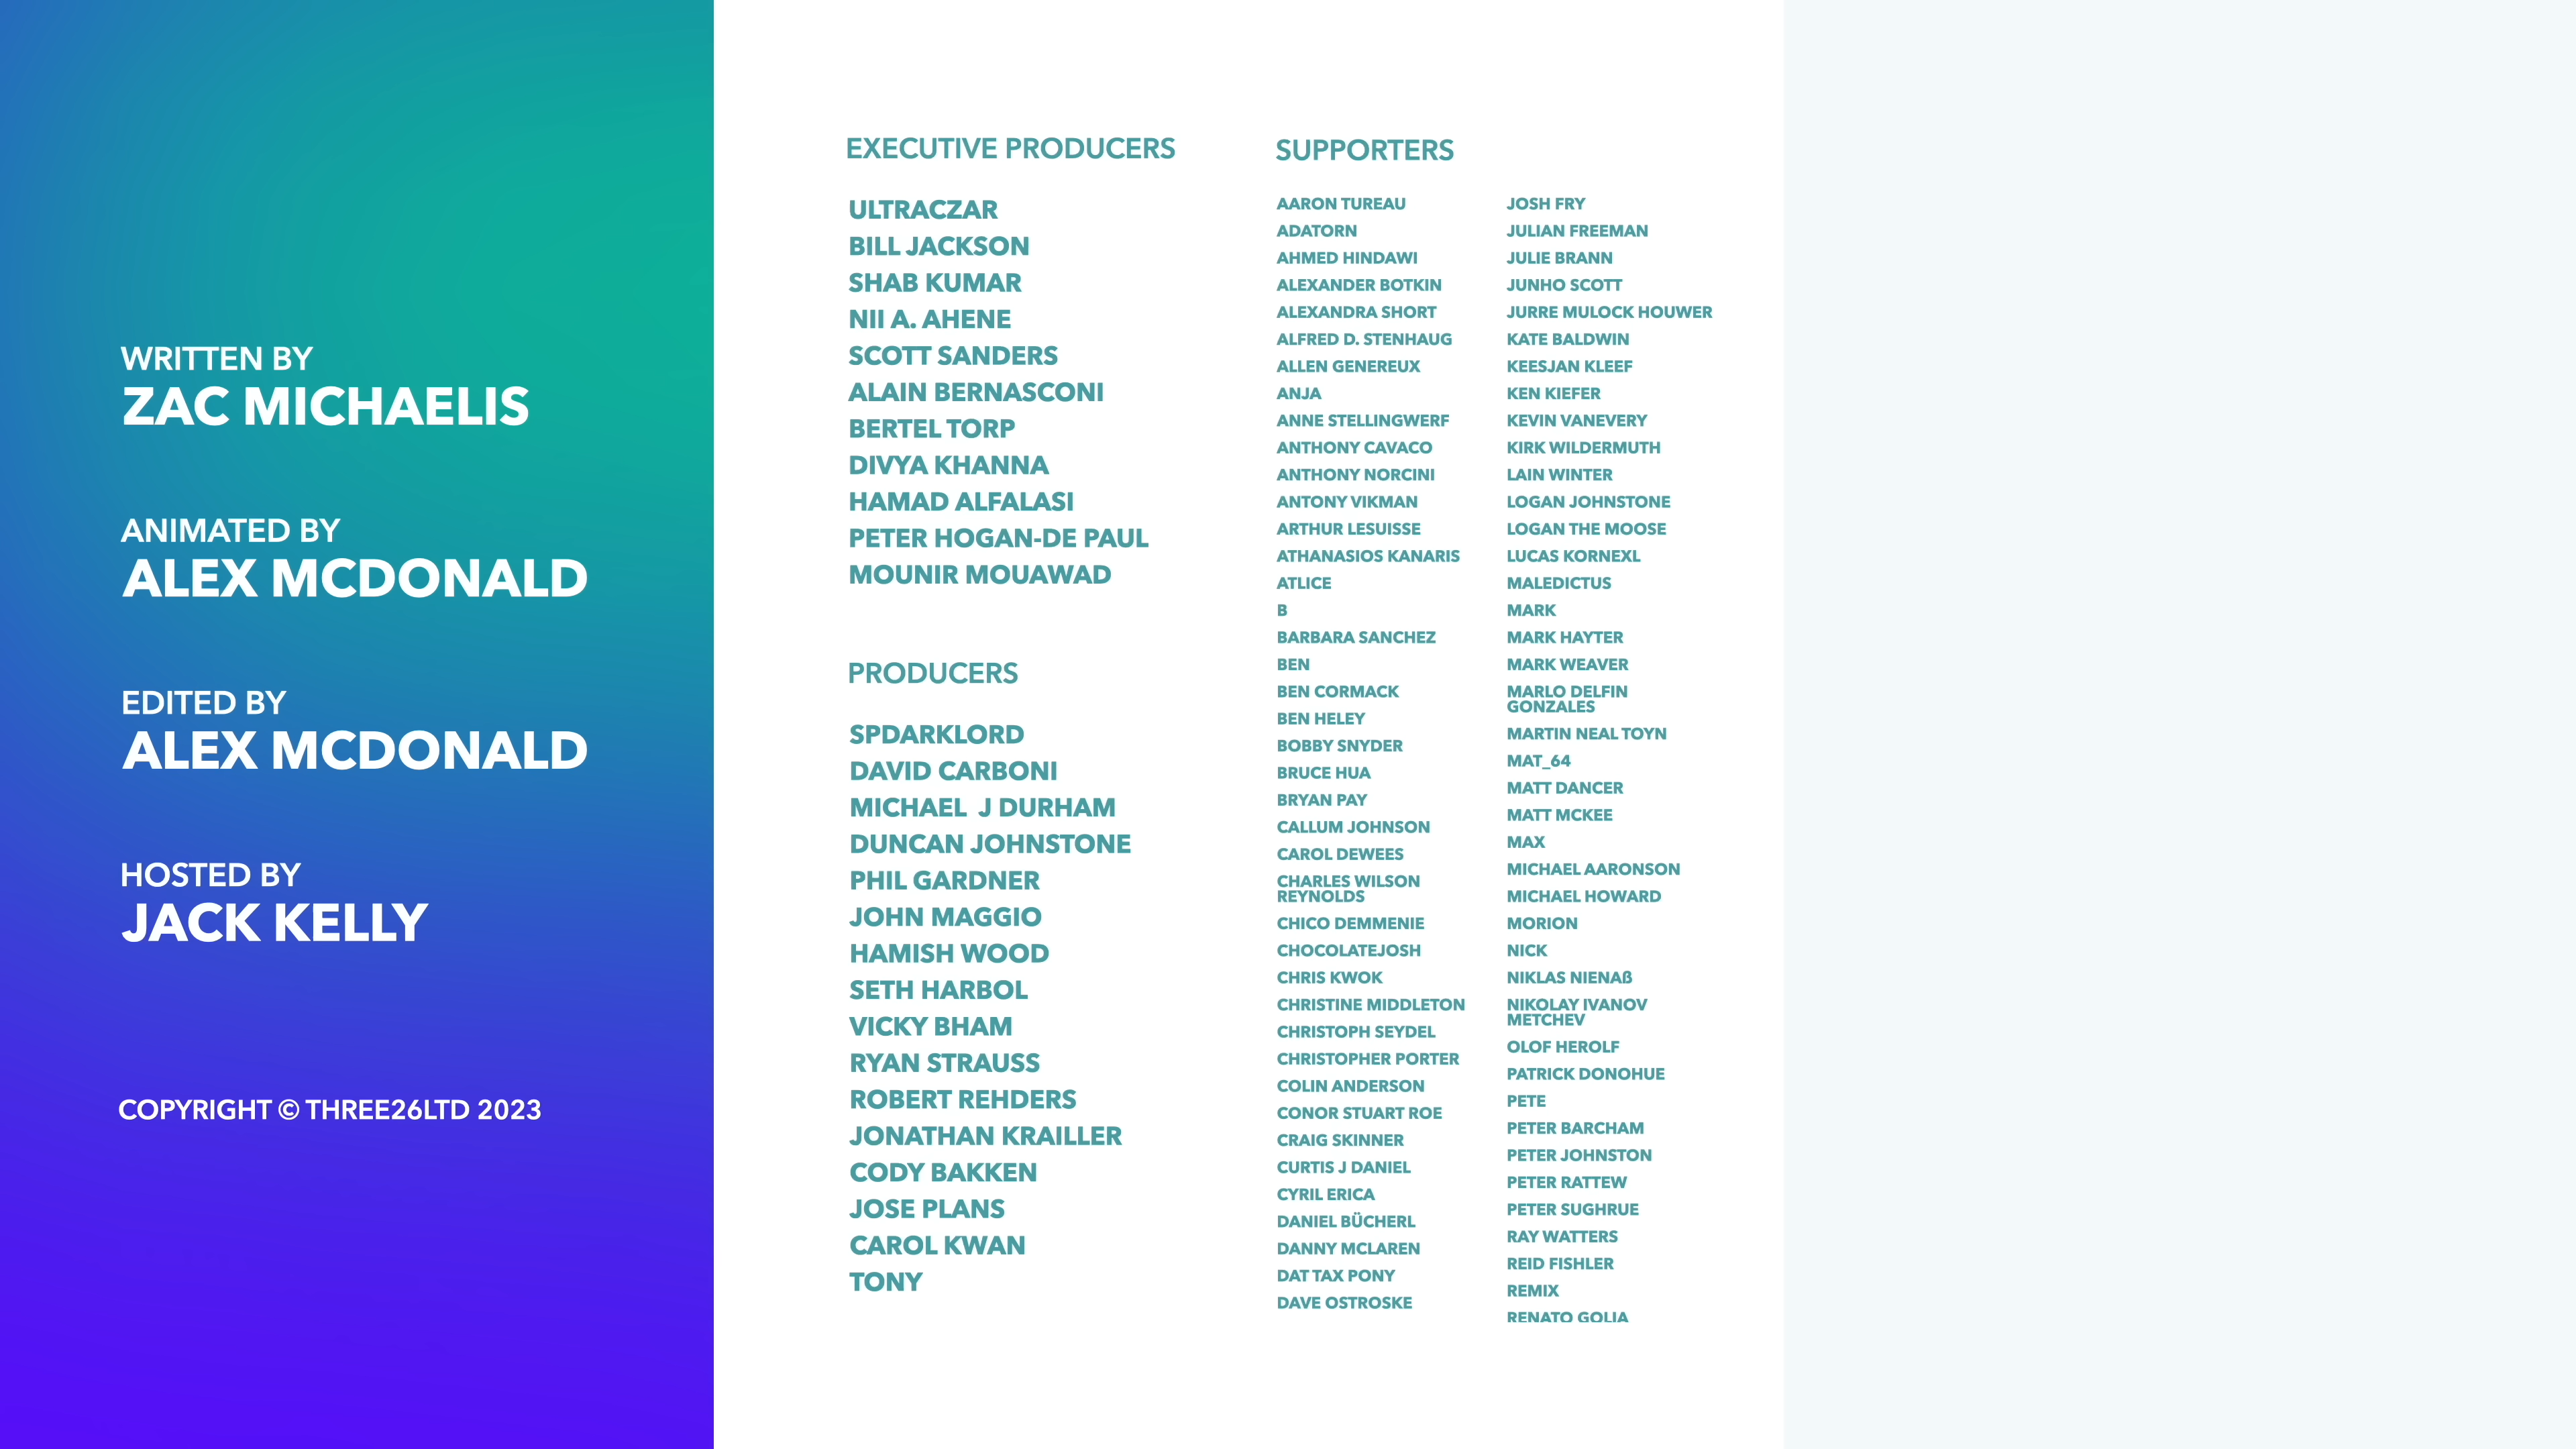 WRITTEN BY
ZAC MICHAELIS
ANIMATED BY
ALEX MCDONALD
EDITED BY
ALEX MCDONALD
HOSTED BY
JACK KELLY
COPYRIGHT © THREE26LTD 2023
EXECUTIVE PRODUCERS
ULTRACZAR
BILL JACKSON
SHAB KUMAR
NII A. AHENE
SCOTT SANDERS
ALAIN BERNASCONI
BERTEL TORP
DIVYA KHANNA
HAMAD ALFALASI
PETER HOGAN-DE PAUL
MOUNIR MOUAWAD
PRODUCERS
SPDARKLORD
DAVID CARBONI
MICHAEL  J DURHAM
DUNCAN JOHNSTONE
PHIL GARDNER
JOHN MAGGIO
HAMISH WOOD
SETH HARBOL
VICKY BHAM
RYAN STRAUSS
ROBERT REHDERS
JONATHAN KRAILLER
CODY BAKKEN
JOSE PLANS
CAROL KWAN
TONY
SUPPORTERS
AARON TUREAU
ADATORN
AHMED HINDAWI
ALEXANDER BOTKIN
ALEXANDRA SHORT
ALFRED D. STENHAUG
ALLEN GENEREUX
ANJA
ANNE STELLINGWERF
ANTHONY CAVACO
ANTHONY NORCINI
ANTONY VIKMAN
ARTHUR LESUISSE
ATHANASIOS KANARIS
ATLICE
B
BARBARA SANCHEZ
BEN
BEN CORMACK
BEN HELEY
BOBBY SNYDER
BRUCE HUA
BRYAN PAY
CALLUM JOHNSON
CAROL DEWEES
CHARLES WILSON
REYNOLDS
CHICO DEMMENIE
CHOCOLATEJOSH
CHRIS KWOK
CHRISTINE MIDDLETON
CHRISTOPH SEYDEL
CHRISTOPHER PORTER
COLIN ANDERSON
CONOR STUART ROE
CRAIG SKINNER
CURTIS J DANIEL
CYRIL ERICA
DANIEL BÜCHERL
DANNY MCLAREN
DAT TAX PONY
DAVE OSTROSKE
JOSH FRY
JULIAN FREEMAN
JULIE BRANN
JUNHO SCOTT
JURRE MULOCK HOUWER
KATE BALDWIN
KEESJAN KLEEF
KEN KIEFER
KEVIN VANEVERY
KIRK WILDERMUTH
LAIN WINTER
LOGAN JOHNSTONE
LOGAN THE MOOSE
LUCAS KORNEXL
MALEDICTUS
MARK
MARK HAYTER
MARK WEAVER
MARLO DELFIN
GONZALES
MARTIN NEAL TOYN
MAT_64
MATT DANCER
MATT MCKEE
MAX
MICHAEL AARONSON
MICHAEL HOWARD
MORION
NICK
NIKLAS NIENAß
NIKOLAY IVANOV
METCHEV
OLOF HEROLF
PATRICK DONOHUE
PETE
PETER BARCHAM
PETER JOHNSTON
PETER RATTEW
PETER SUGHRUE
RAY WATTERS
REID FISHLER
REMIX
RENATO GOLIA